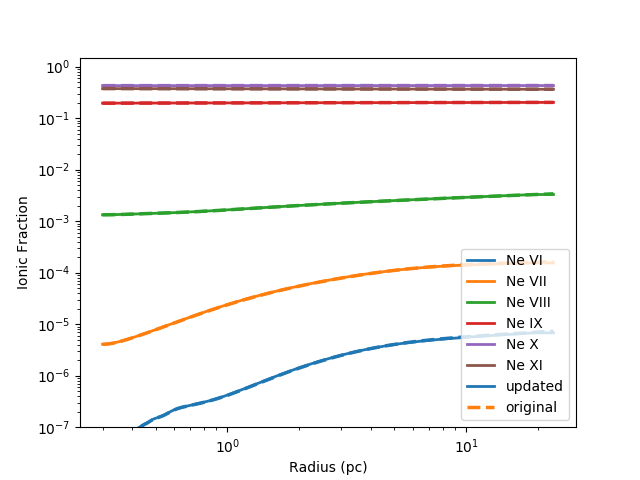 10⁰
10⁻¹
10⁻²
10⁻³
10⁻⁴
10⁻⁵
10⁻⁶
10⁻⁷
Ionic Fraction
Ne VI
Ne VII
Ne VIII
Ne IX
Ne X
Ne XI
updated
original
10⁰
10¹
Radius (pc)